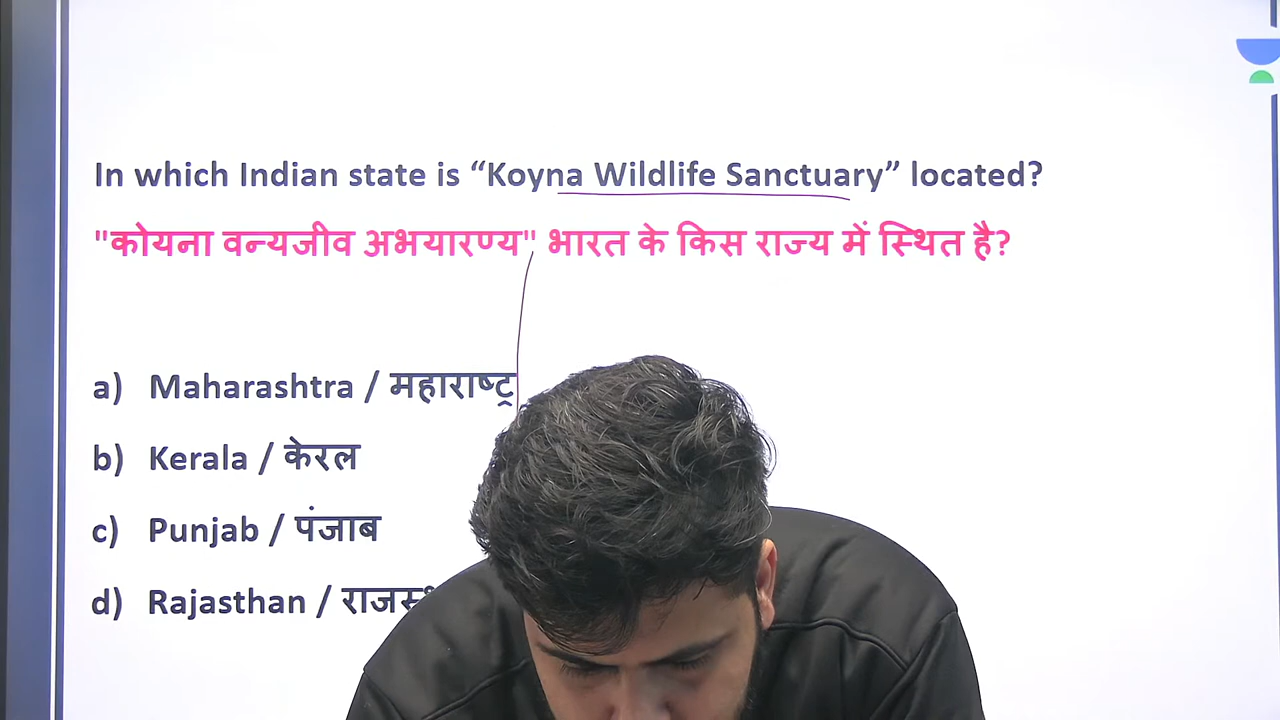 In which Indian state is “Koyna Wildlife Sanctuary” located?
"कोयना वन्यजीव अभयारण्य" भारत के किस राज्य में स्थित है?
a) Maharashtra / महाराष्ट्र
b) Kerala / केरल
c) Punjab / पंजाब
d) Rajasthan /